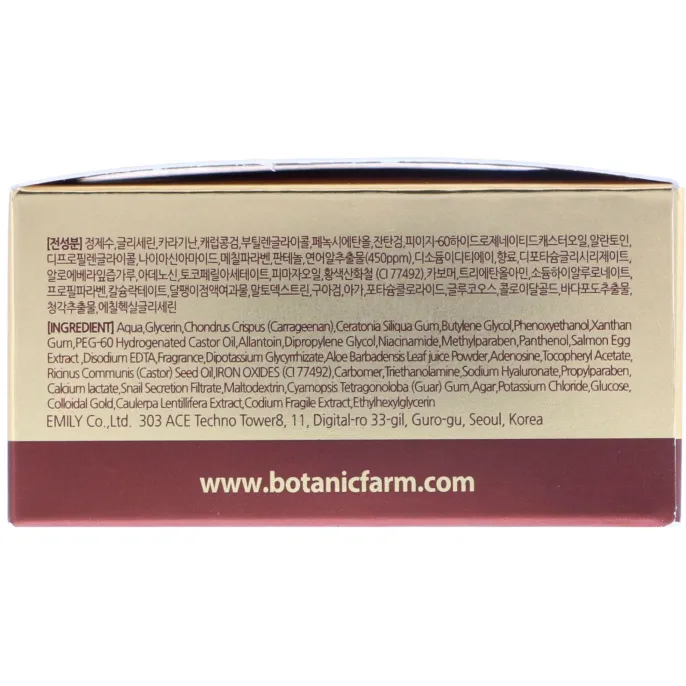 [전성분] 정제수,글리세린,카라기난,캐럽콩검,부틸렌글라이콜,페녹시에탄올,잔탄검,피이지-60하이드로제네이티드캐스터오일,알란토인,
디프로필렌글라이콜,나이아신아마이드,메칠파라벤,판테놀,연어알추출물(450ppm),디소듐이디티에이,향료,디포타슘글리시리제이트,
알로에베라잎즙가루,아데노신,토코페릴아세테이트,피마자오일,황색산화철 (CI 77492),카보머,트리에탄올아민,소듐하이알루로네이트,
프로필파라벤,칼슘락테이트,달팽이점액여과물,말토덱스트린,구아검,아가,포타슘클로라이드,글루코오스,콜로이달골드,바다포도추출물,
청각추출물,에칠헥실글리세린
[INGREDIENT] Aqua,Glycerin,Chondrus Crispus (Carrageenan),Ceratonia Siliqua Gum,Butylene Glycol,Phenoxyethanol,Xanthan
Gum,PEG-60 Hydrogenated Castor Oil,Allantoin,Dipropylene Glycol,Niacinamide,Methylparaben,Panthenol,Salmon Egg
Extract ,Disodium EDTA,Fragrance,Dipotassium Glycyrrhizate,Aloe Barbadensis Leaf juice Powder,Adenosine,Tocopheryl Acetate,
Ricinus Communis (Castor) Seed Oil,IRON OXIDES (CI 77492),Carbomer,Triethanolamine,Sodium Hyaluronate,Propylparaben,
Calcium lactate,Snail Secretion Filtrate,Maltodextrin,Cyamopsis Tetragonoloba (Guar) Gum,Agar,Potassium Chloride,Glucose,
Colloidal Gold,Caulerpa Lentillifera Extract,Codium Fragile Extract,Ethylhexylglycerin
EMILY Co.,Ltd. 303 ACE Techno Tower8, 11, Digital-ro 33-gil, Guro-gu, Seoul, Korea
www.botanicfarm.com